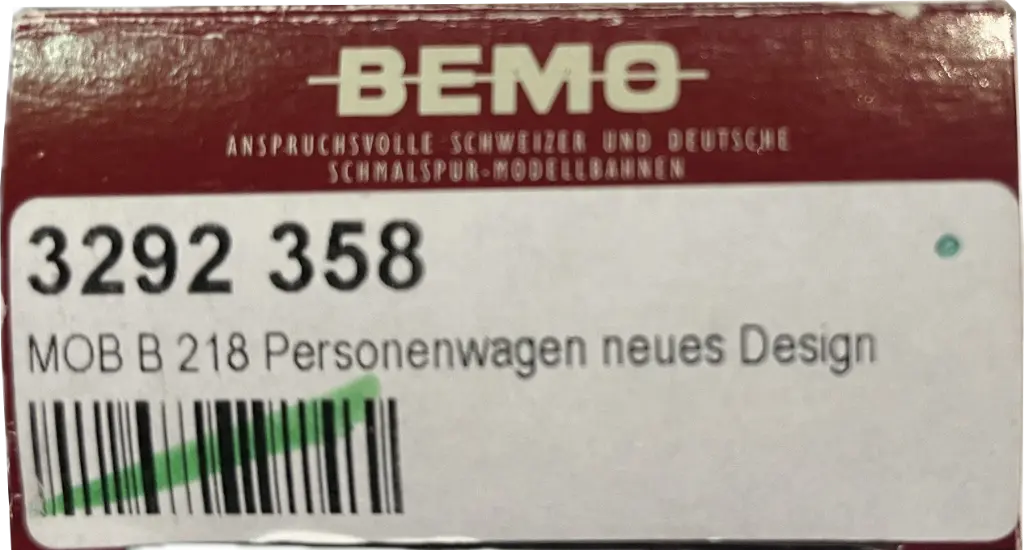 BEMO
ANSPRUCHSVOLLE SCHWEIZER UND DEUTSCHE
SCHMALSPUR-MODELLBAHNEN
3292 358
MOB B 218 Personenwagen neues Design